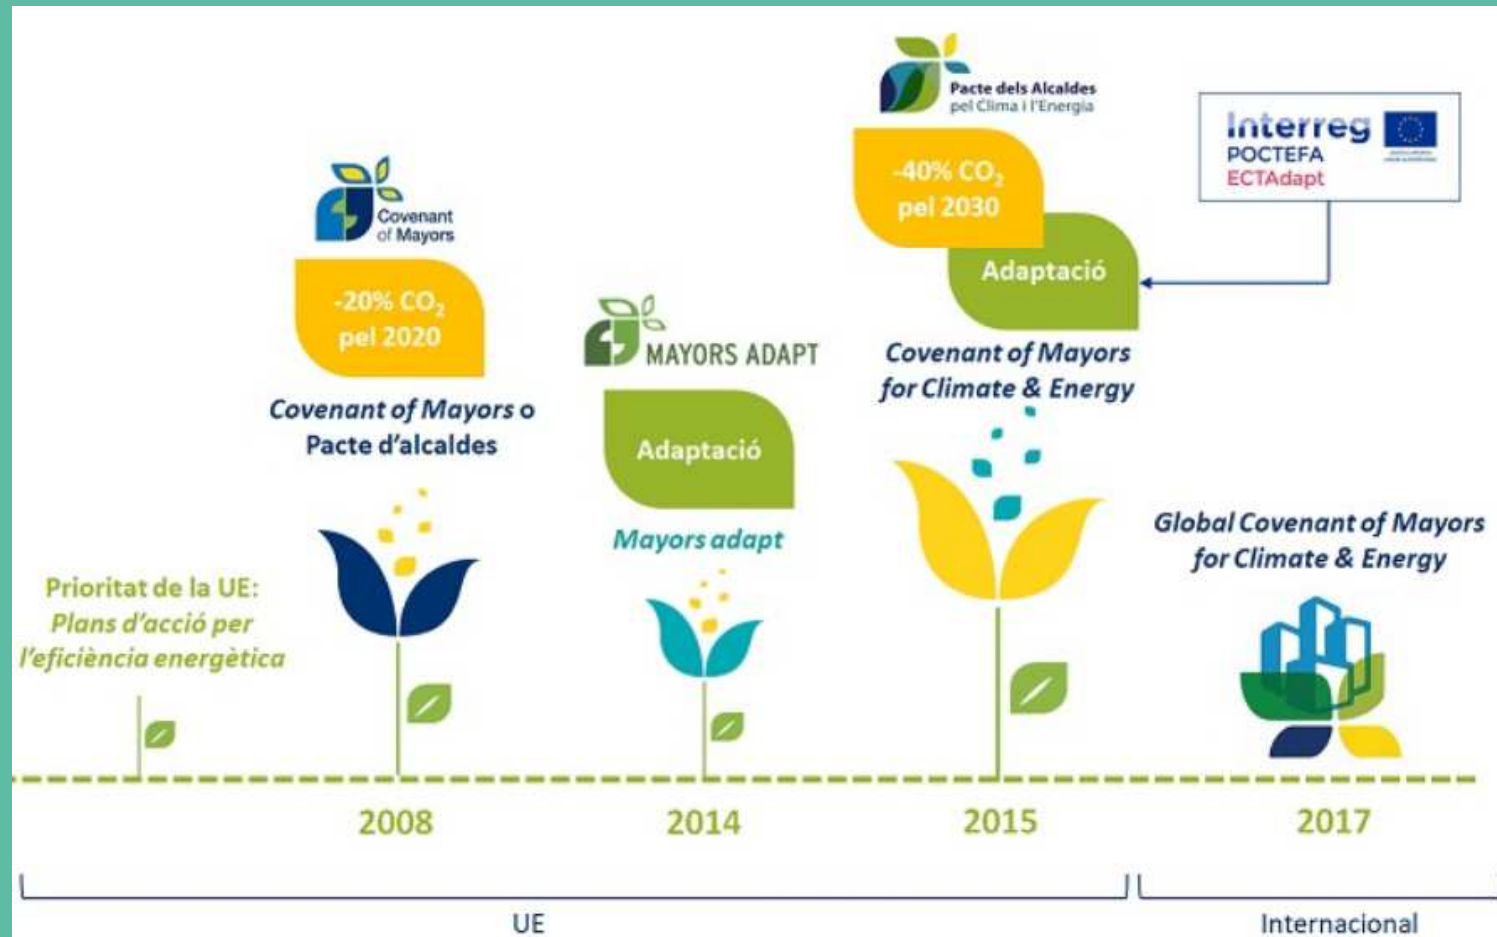 Prioritat de la UE:
Plans d'acció per
l'eficiència energètica
Covenant
of Mayors
-20% CO₂
pel 2020
Covenant of Mayors o
Pacte d'alcaldes
MAYORS ADAPT
Adaptació
Mayors adapt
Pacte dels Alcaldes
pel Clima i l'Energia
-40% CO₂
pel 2030
Adaptació
Covenant of Mayors
for Climate & Energy
Interreg
POCTEFA
ECTAdapt
Global Covenant of Mayors
for Climate & Energy
2008
2014
2015
2017
UE
Internacional